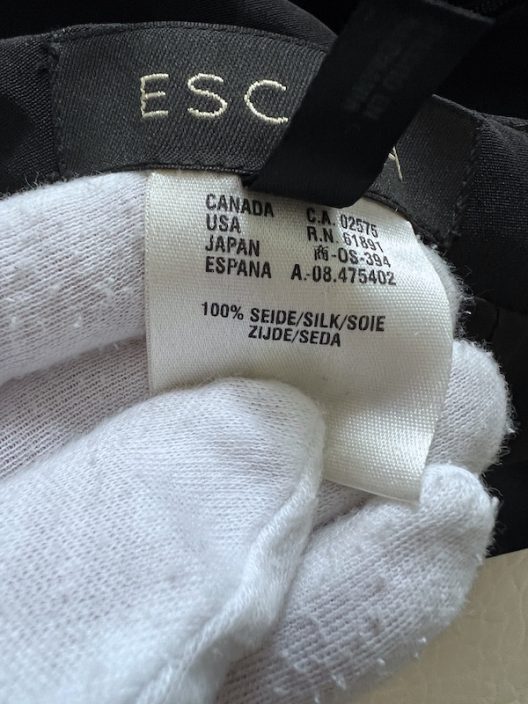 ESC A
CANADA C.A. 02575
USA R.N. 61891
JAPAN 商-OS-394
ESPANA A.-08.475402
100% SEIDE/SILK/SOIE
ZIJDE/SEDA